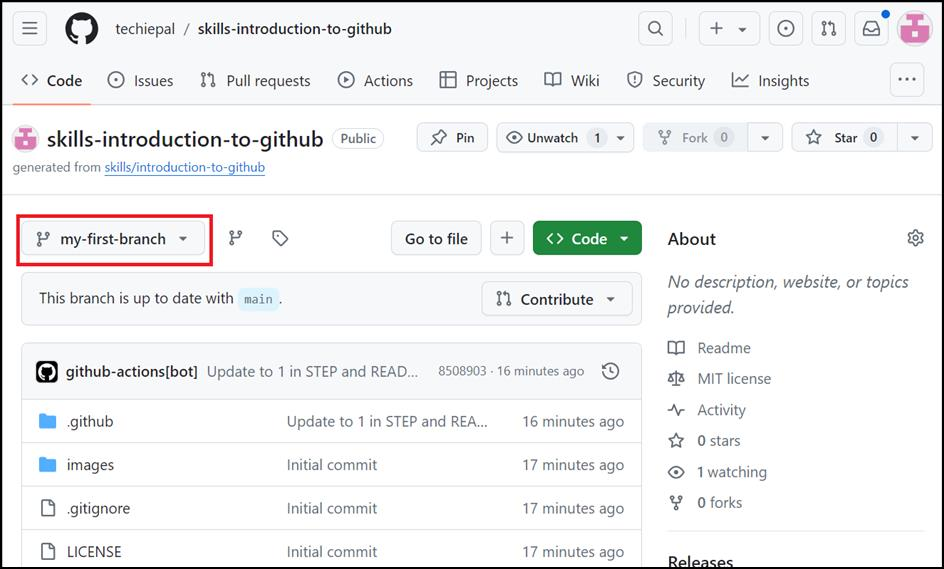 techiepal / skills-introduction-to-github
Code Issues Pull requests Actions Projects Wiki Security Insights
skills-introduction-to-github Public Pin Unwatch 1 Fork 0 Star 0
generated from skills/introduction-to-github
my-first-branch Go to file Code
This branch is up to date with main .
Contribute
github-actions[bot] Update to 1 in STEP and READ... 8508903 · 16 minutes ago
.github Update to 1 in STEP and REA... 16 minutes ago
images Initial commit 17 minutes ago
.gitignore Initial commit 17 minutes ago
LICENSE Initial commit 17 minutes ago
About
No description, website, or topics
provided.
Readme
MIT license
Activity
0 stars
1 watching
0 forks
Releases